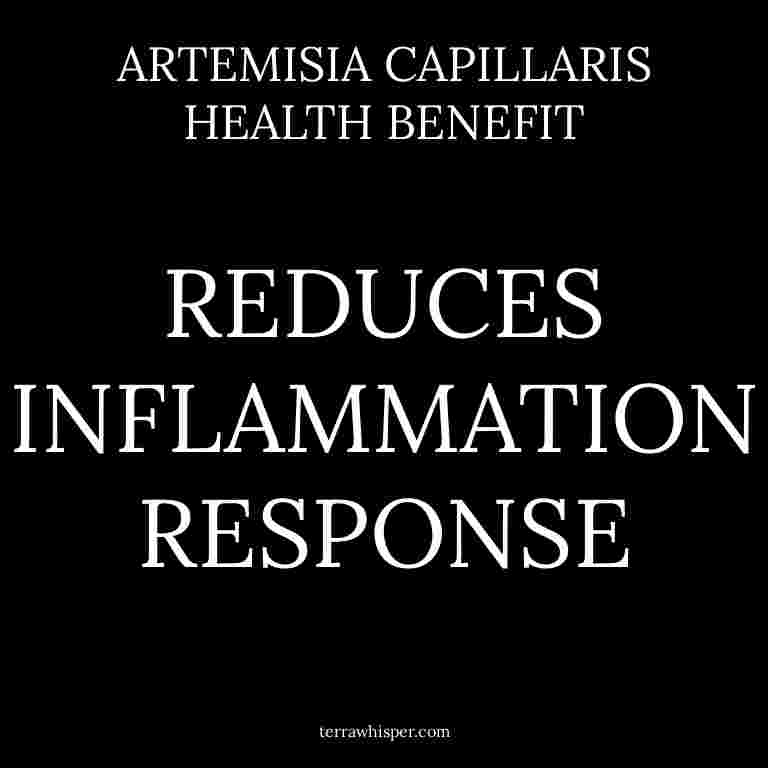 ARTEMISIA CAPILLARIS
HEALTH BENEFIT
REDUCES
INFLAMMATION
RESPONSE
terrawhisper.com